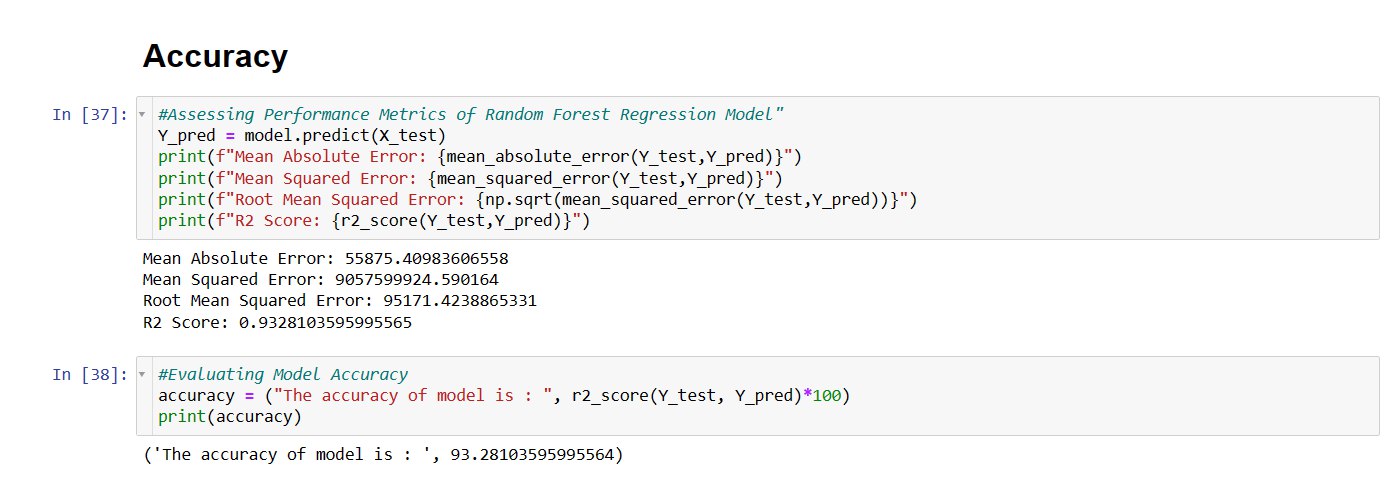 Accuracy
In [37]:
#Assessing Performance Metrics of Random Forest Regression Model"
Y_pred = model.predict(X_test)
print(f"Mean Absolute Error: {mean_absolute_error(Y_test,Y_pred)}")
print(f"Mean Squared Error: {mean_squared_error(Y_test,Y_pred)}")
print(f"Root Mean Squared Error: {np.sqrt(mean_squared_error(Y_test,Y_pred))}")
print(f"R2 Score: {r2_score(Y_test,Y_pred)}")
Mean Absolute Error: 55875.40983606558
Mean Squared Error: 9057599924.590164
Root Mean Squared Error: 95171.4238865331
R2 Score: 0.9328103595995565
In [38]:
#Evaluating Model Accuracy
accuracy = ("The accuracy of model is : ", r2_score(Y_test, Y_pred)*100)
print(accuracy)
('The accuracy of model is : ', 93.28103595995564)